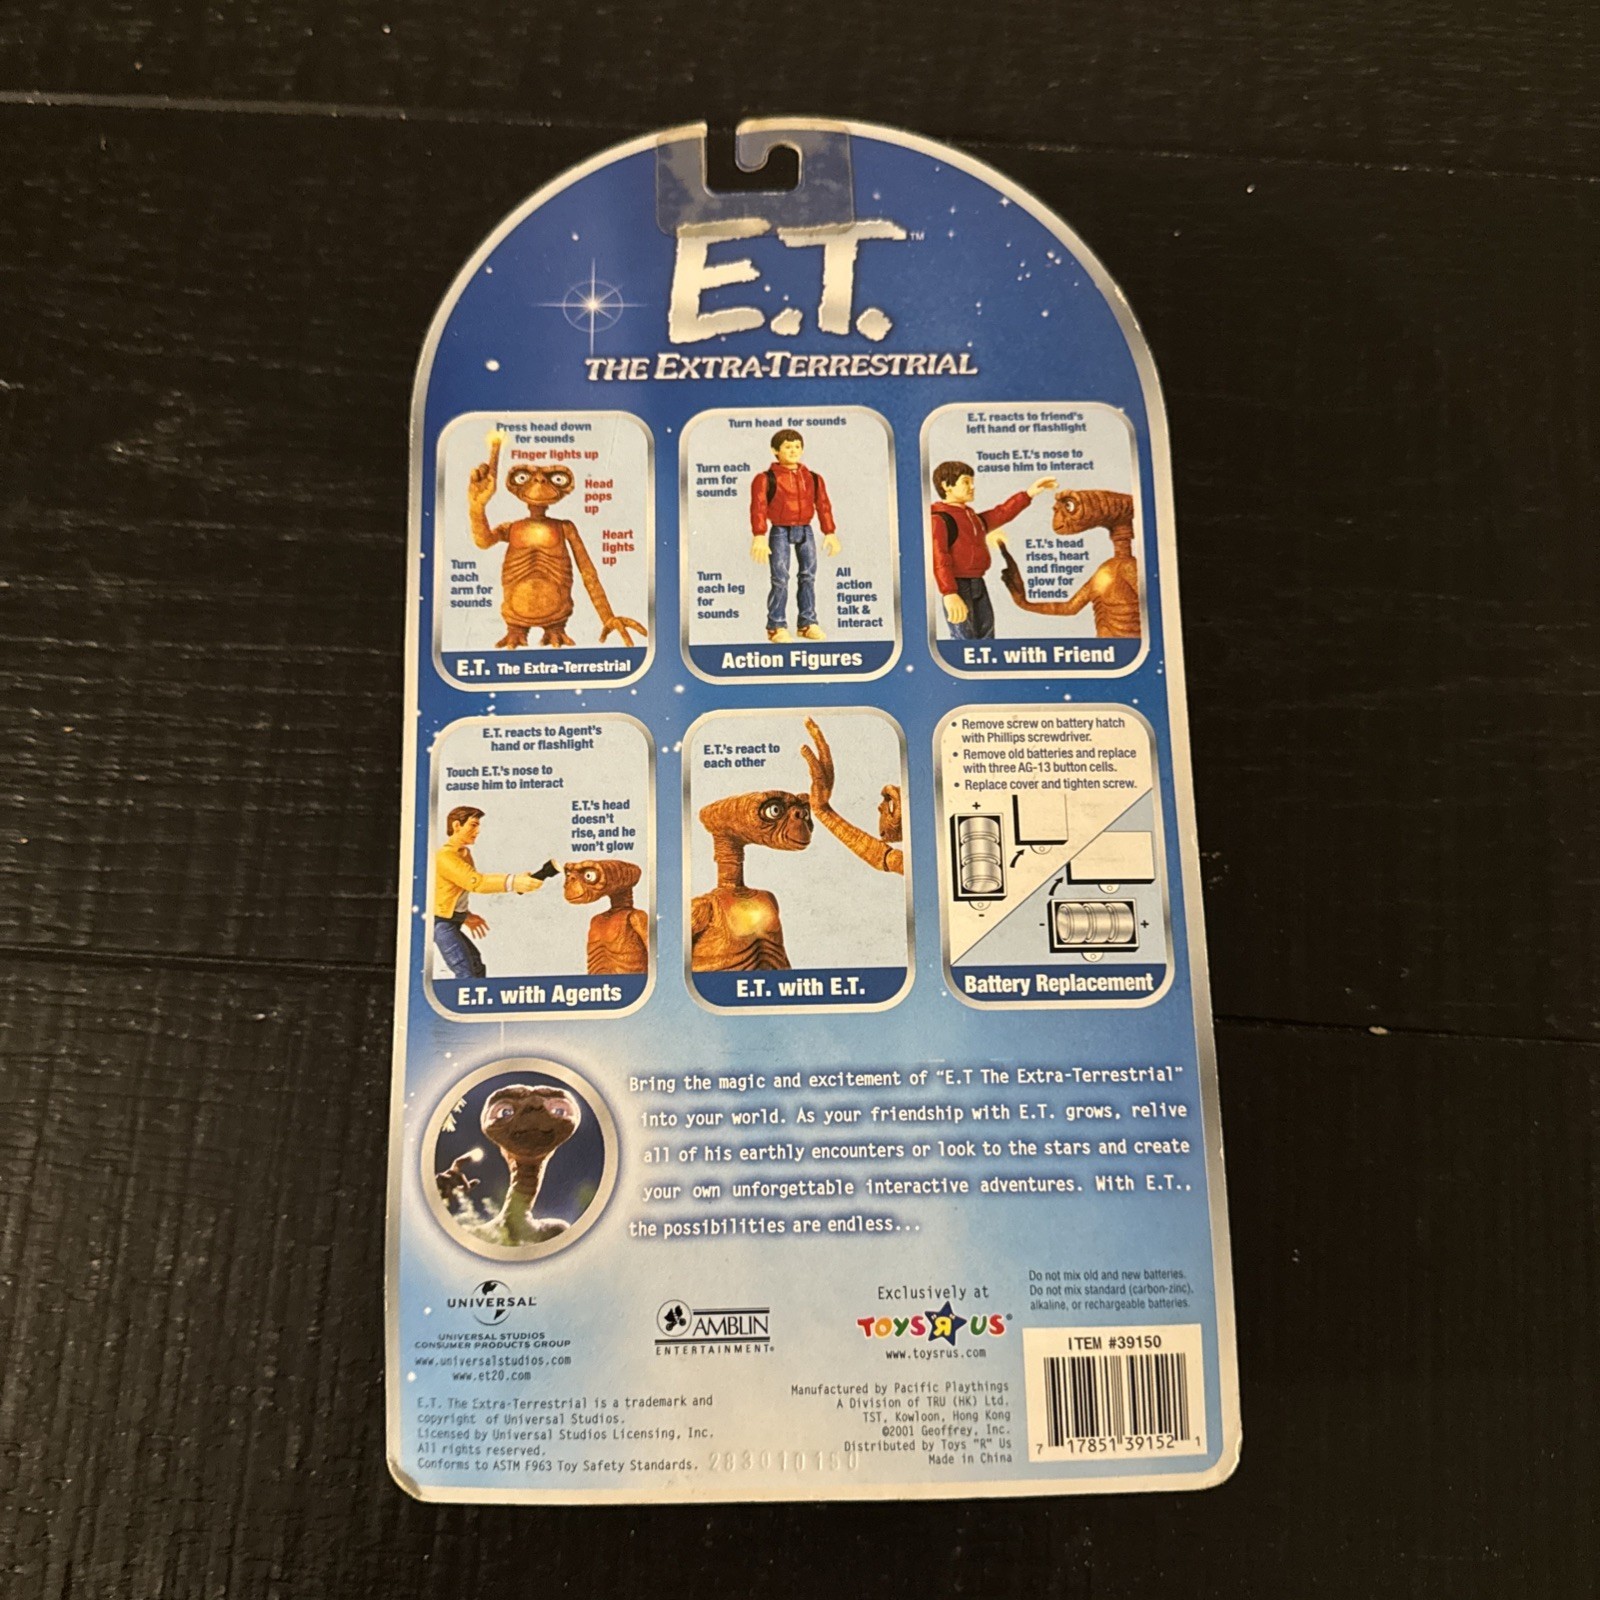 E.T.™
THE EXTRA-TERRESTRIAL
Press head down
for sounds
Finger lights up
Head
pops
up
Heart
lights
up
Turn
each
arm for
sounds
E.T. The Extra-Terrestrial
Turn head for sounds
Turn each
arm for
sounds
Turn
each leg
for
sounds
All
action
figures
talk &
interact
Action Figures
E.T. reacts to friend's
left hand or flashlight
Touch E.T.'s nose to
cause him to interact
E.T.'s head
rises, heart
and finger
glow for
friends
E.T. with Friend
E.T. reacts to Agent's
hand or flashlight
Touch E.T.'s nose to
cause him to interact
E.T.'s head
doesn't
rise, and he
won't glow
E.T. with Agents
E.T.'s react to
each other
E.T. with E.T.
• Remove screw on battery hatch
with Phillips screwdriver.
• Remove old batteries and replace
with three AG-13 button cells.
• Replace cover and tighten screw.
+
-
- +
Battery Replacement
Bring the magic and excitement of "E.T The Extra-Terrestrial"
into your world. As your friendship with E.T. grows, relive
all of his earthly encounters or look to the stars and create
your own unforgettable interactive adventures. With E.T.,
the possibilities are endless...
UNIVERSAL
UNIVERSAL STUDIOS
CONSUMER PRODUCTS GROUP
www.universalstudios.com
www.et20.com
AMBLIN
ENTERTAINMENT®
Exclusively at
TOYS R US®
www.toysrus.com
Do not mix old and new batteries.
Do not mix standard (carbon-zinc),
alkaline, or rechargeable batteries.
E.T. The Extra-Terrestrial is a trademark and
copyright of Universal Studios.
Licensed by Universal Studios Licensing, Inc.
All rights reserved.
Conforms to ASTM F963 Toy Safety Standards.
Manufactured by Pacific Playthings
A Division of TRU (HK) Ltd.
TST, Kowloon, Hong Kong
©2001 Geoffrey, Inc.
Distributed by Toys "R" Us
Made in China
ITEM #39150
7 17851 39152 1